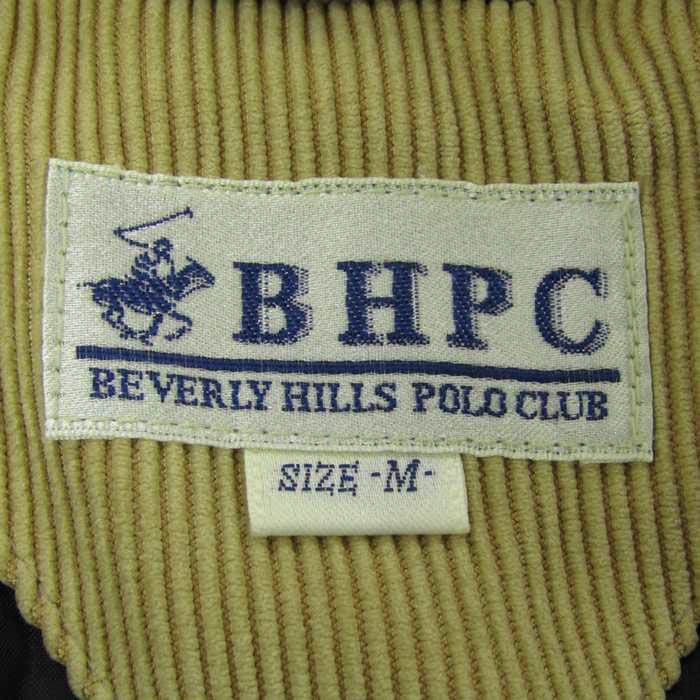 BHPC
BEVERLY HILLS POLO CLUB
SIZE -M-